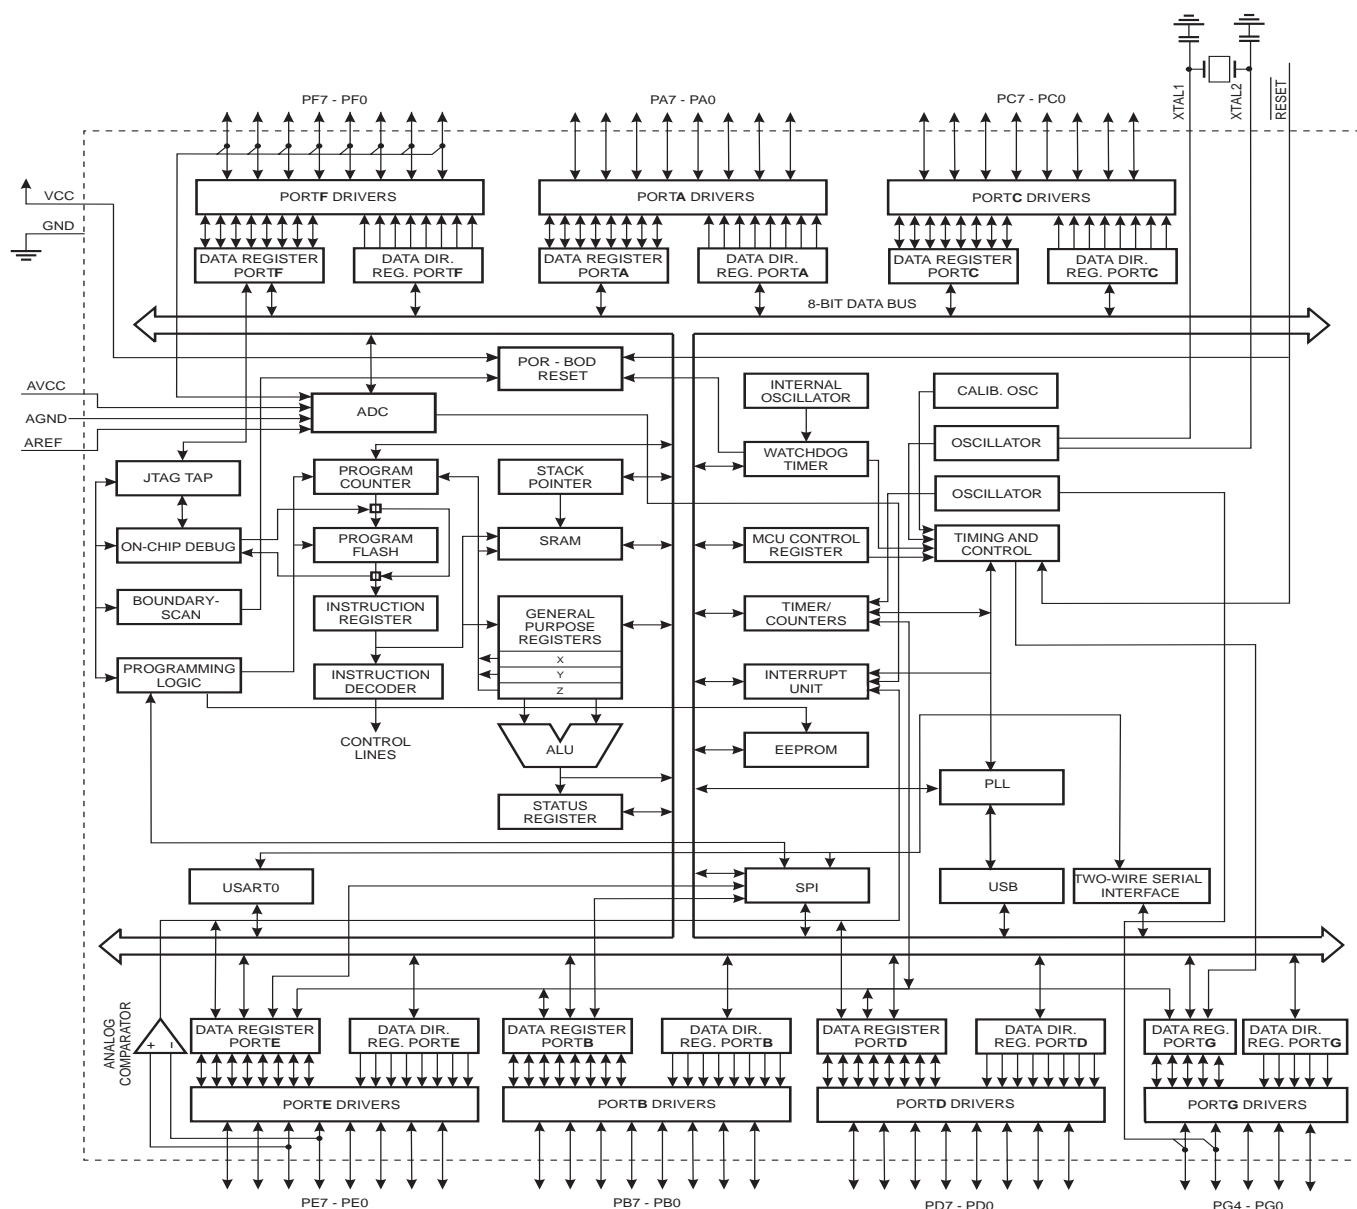 PF7 - PF0
PA7 - PA0
PC7 - PC0
XTAL1
XTAL2
RESET
VCC
GND
PORTF DRIVERS
PORTA DRIVERS
PORTC DRIVERS
DATA REGISTER
PORTF
DATA DIR.
REG. PORTF
DATA REGISTER
PORTA
DATA DIR.
REG. PORTA
DATA REGISTER
PORTC
DATA DIR.
REG. PORTC
8-BIT DATA BUS
POR - BOD
RESET
INTERNAL
OSCILLATOR
CALIB. OSC
AVCC
AGND
AREF
ADC
OSCILLATOR
WATCHDOG
TIMER
JTAG TAP
PROGRAM
COUNTER
STACK
POINTER
OSCILLATOR
ON-CHIP DEBUG
PROGRAM
FLASH
SRAM
MCU CONTROL
REGISTER
TIMING AND
CONTROL
BOUNDARY-
SCAN
INSTRUCTION
REGISTER
GENERAL
PURPOSE
REGISTERS
X
Y
Z
TIMER/
COUNTERS
PROGRAMMING
LOGIC
INSTRUCTION
DECODER
INTERRUPT
UNIT
CONTROL
LINES
ALU
EEPROM
STATUS
REGISTER
PLL
USART0
SPI
USB
TWO-WIRE SERIAL
INTERFACE
ANALOG
COMPARATOR
+
-
DATA REGISTER
PORTE
DATA DIR.
REG. PORTE
DATA REGISTER
PORTB
DATA DIR.
REG. PORTB
DATA REGISTER
PORTD
DATA DIR.
REG. PORTD
DATA REG.
PORTG
DATA DIR.
REG. PORTG
PORTE DRIVERS
PORTB DRIVERS
PORTD DRIVERS
PORTG DRIVERS
PE7 - PE0
PB7 - PB0
PD7 - PD0
PG4 - PG0